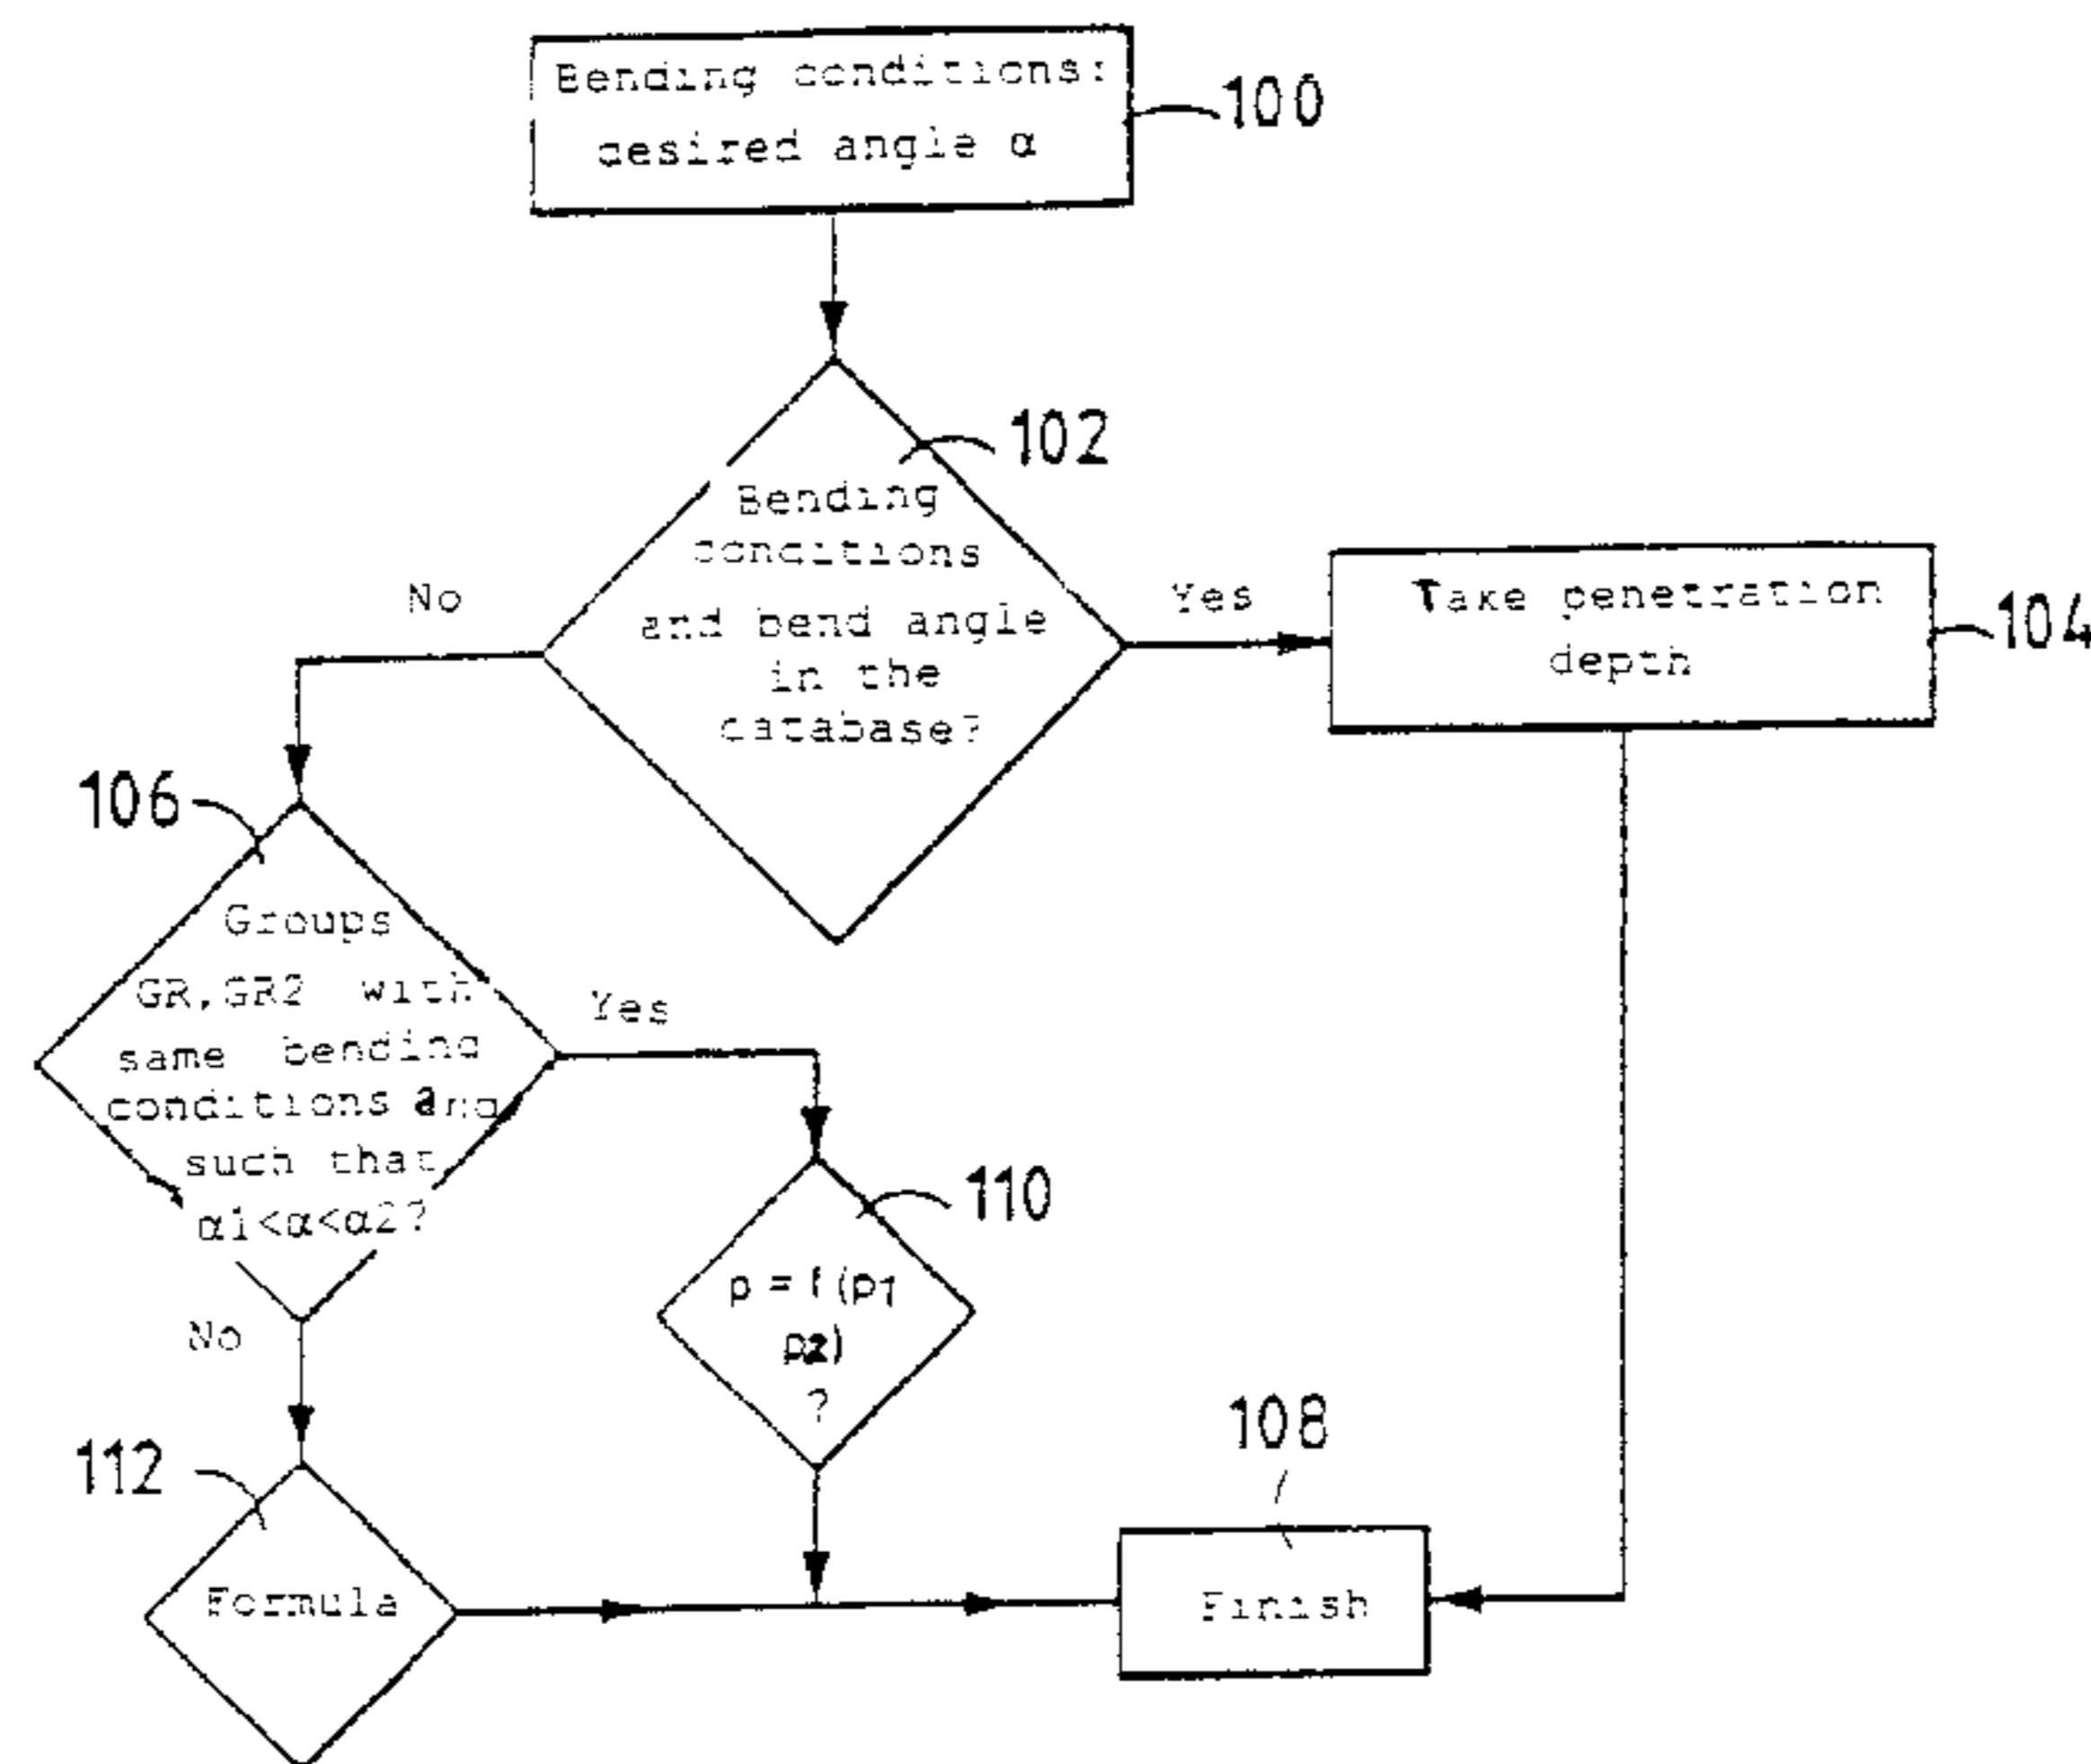 Bending conditions:
desired angle α
100
102
Bending
conditions
and bend angle
in the
database?
No
Yes
Take penetration
depth
104
106
Groups
GR,GR2 with
same bending
conditions and
such that
α1<α<α2?
Yes
No
110
p = f (p1
p2)
?
112
Formula
108
Finish